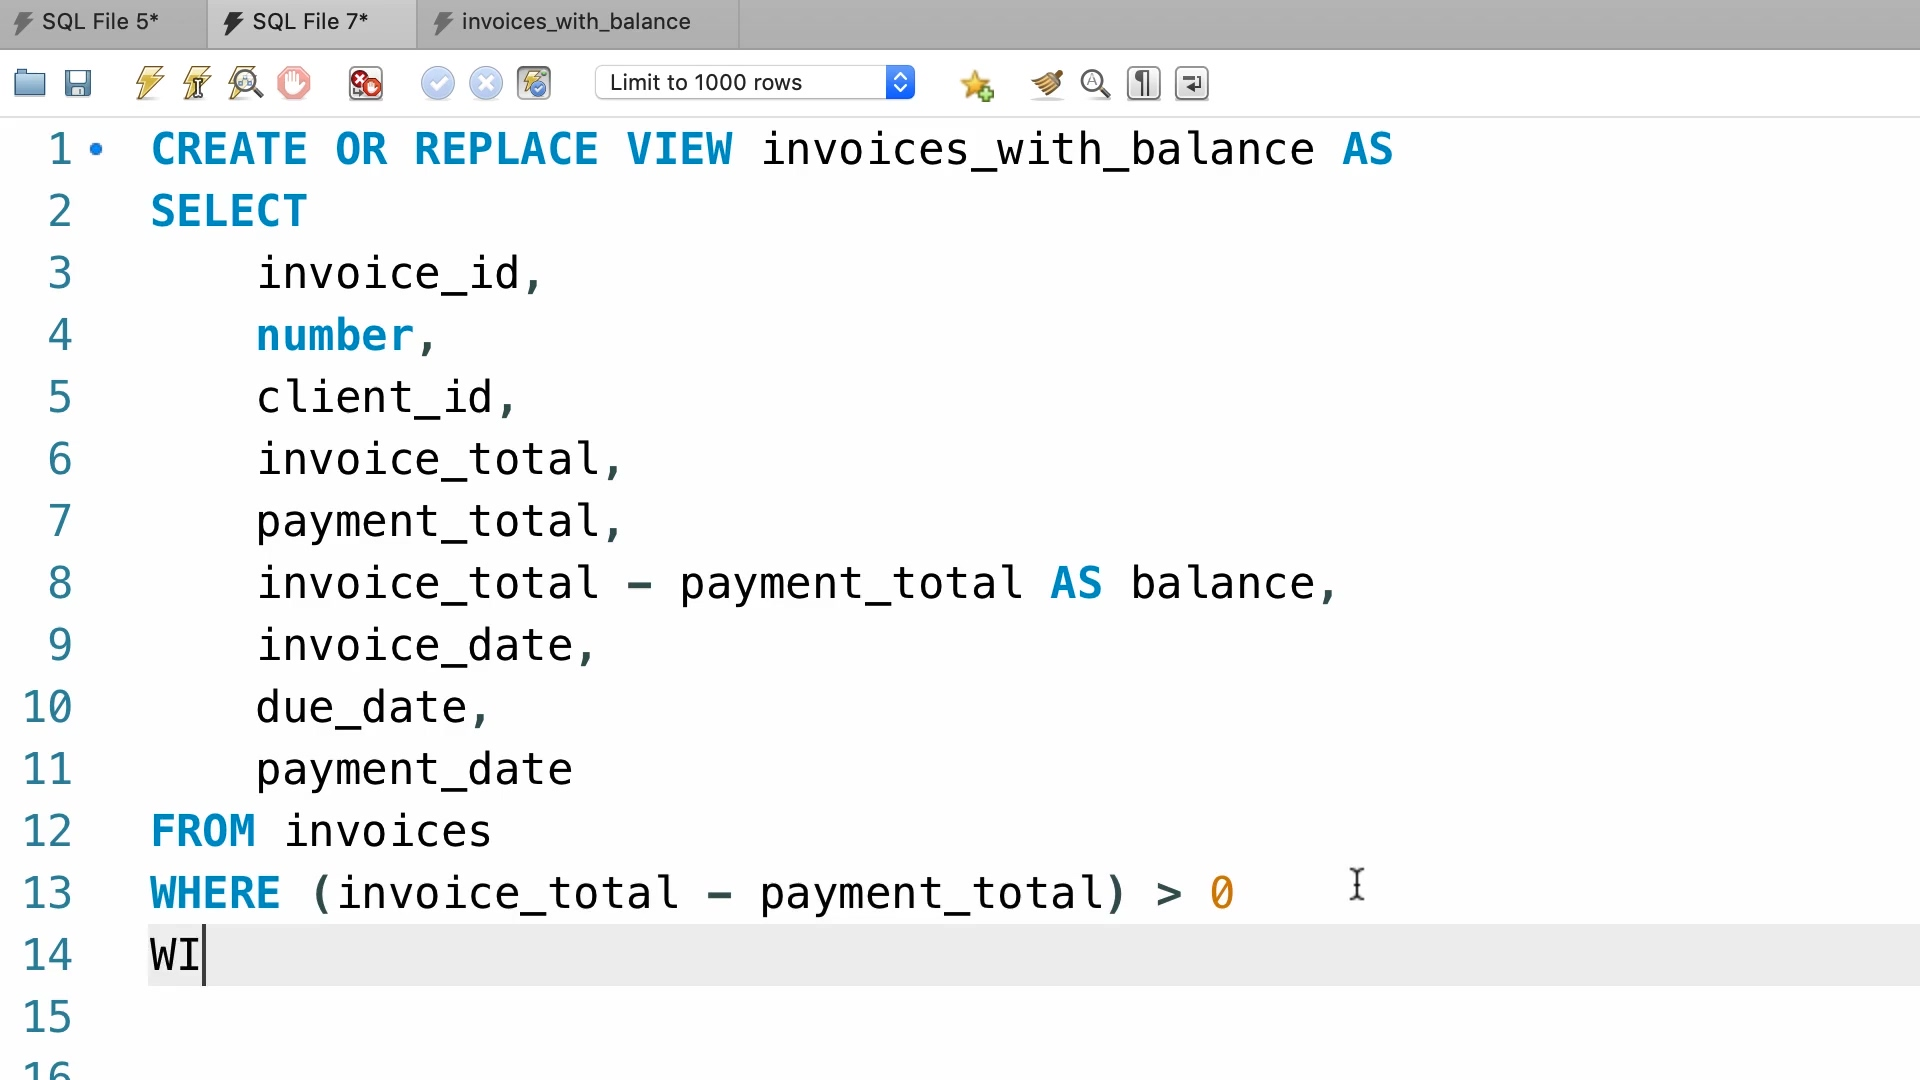 SQL File 5* SQL File 7* invoices_with_balance
Limit to 1000 rows
1 CREATE OR REPLACE VIEW invoices_with_balance AS
2 SELECT
3 invoice_id,
4 number,
5 client_id,
6 invoice_total,
7 payment_total,
8 invoice_total - payment_total AS balance,
9 invoice_date,
10 due_date,
11 payment_date
12 FROM invoices
13 WHERE (invoice_total - payment_total) > 0
14 WI
15
16